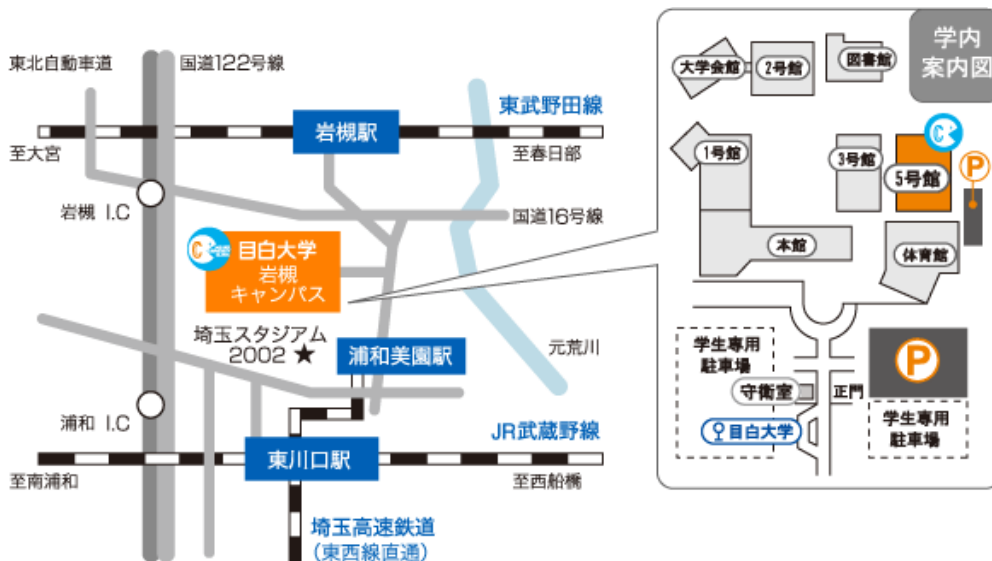 東北自動車道
国道122号線
東武野田線
岩槻駅
至大宮
至春日部
岩槻 I.C
国道16号線
目白大学
岩槻
キャンパス
埼玉スタジアム
2002 ★
浦和美園駅
元荒川
浦和 I.C
JR武蔵野線
東川口駅
至南浦和
至西船橋
埼玉高速鉄道
(東西線直通)
学内
案内図
大学会館
2号館
図書館
1号館
3号館
5号館
P
本館
体育館
学生専用
駐車場
P
守衛室
正門
目白大学
学生専用
駐車場